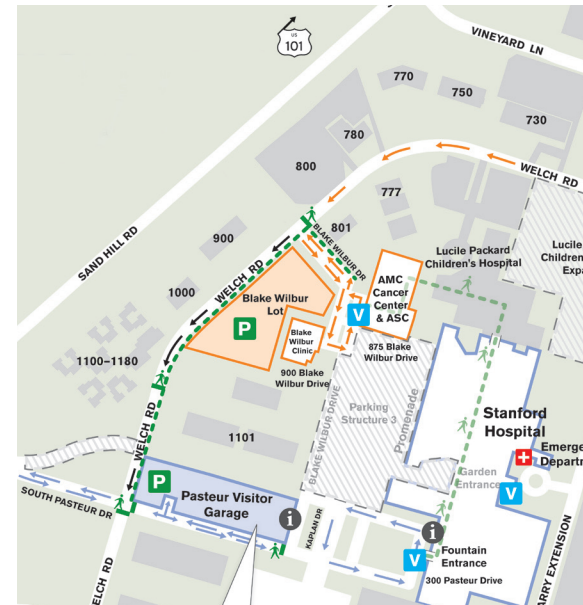 US
101
VINEYARD LN
770
750
730
780
800
777
WELCH RD
SAND HILL RD
900
801
BLAKE WILBUR DR
Lucile Packard
Children's Hospital
Lucile
Children
Expa
WELCH RD
1000
AMC
Cancer
Center
& ASC
Blake Wilbur
Lot
P
V
Blake
Wilbur
Clinic
875 Blake
Wilbur Drive
900 Blake
Wilbur Drive
1100–1180
WELCH RD
BLAKE WILBUR DRIVE
Parking
Structure 3
Promenade
1101
Stanford
Hospital
Emerge
Depart
Garden
Entrance
V
SOUTH PASTEUR DR
P
Pasteur Visitor
Garage
i
KAPLAN DR
i
V
Fountain
Entrance
300 Pasteur Drive
ELCH RD
ARRY EXTENSION